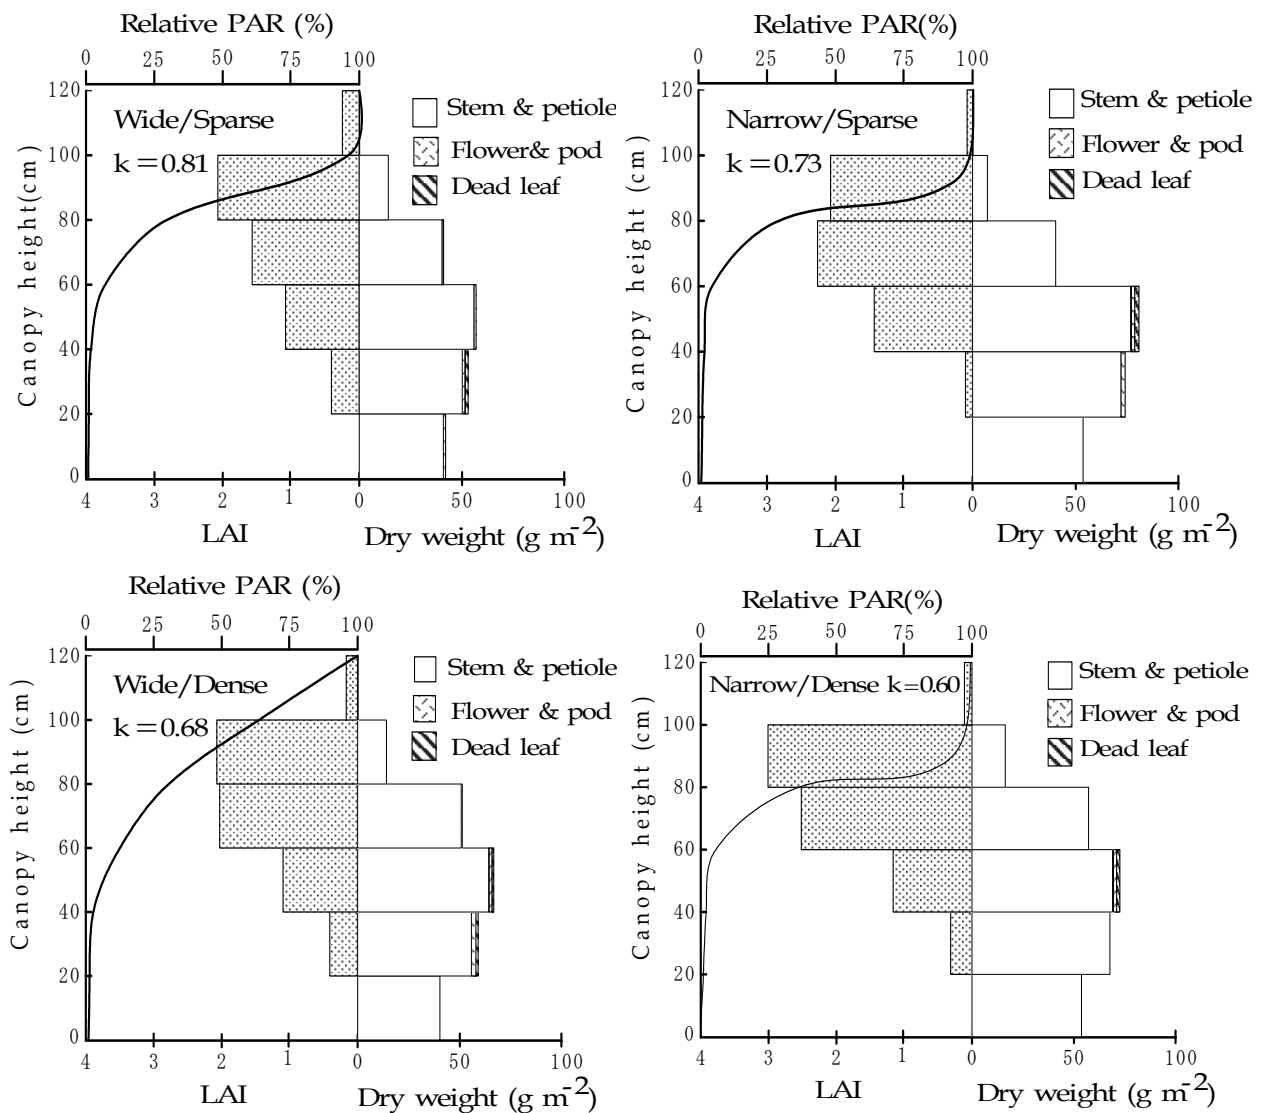 Relative PAR (%)
0 25 50 75 100
120
100
80
60
40
20
0
Canopy height(cm)
Wide/Sparse
k=0.81
Stem & petiole
Flower& pod
Dead leaf
4 3 2 1 0 50 100
LAI Dry weight (g m-2)
Relative PAR(%)
0 25 50 75 100
120
100
80
60
40
20
0
Canopy height (cm)
Narrow/Sparse
k=0.73
Stem & petiole
Flower & pod
Dead leaf
4 3 2 1 0 50 100
LAI Dry weight (g m-2)
Relative PAR (%)
0 25 50 75 100
120
100
80
60
40
20
0
Canopy height (cm)
Wide/Dense
k=0.68
Stem & petiole
Flower & pod
Dead leaf
4 3 2 1 0 50 100
LAI Dry weight (g m-2)
Relative PAR(%)
0 25 50 75 100
120
100
80
60
40
20
0
Canopy height (cm)
Narrow/Dense k=0.60
Stem & petiole
Flower & pod
Dead leaf
4 3 2 1 0 50 100
LAI Dry weight (g m-2)